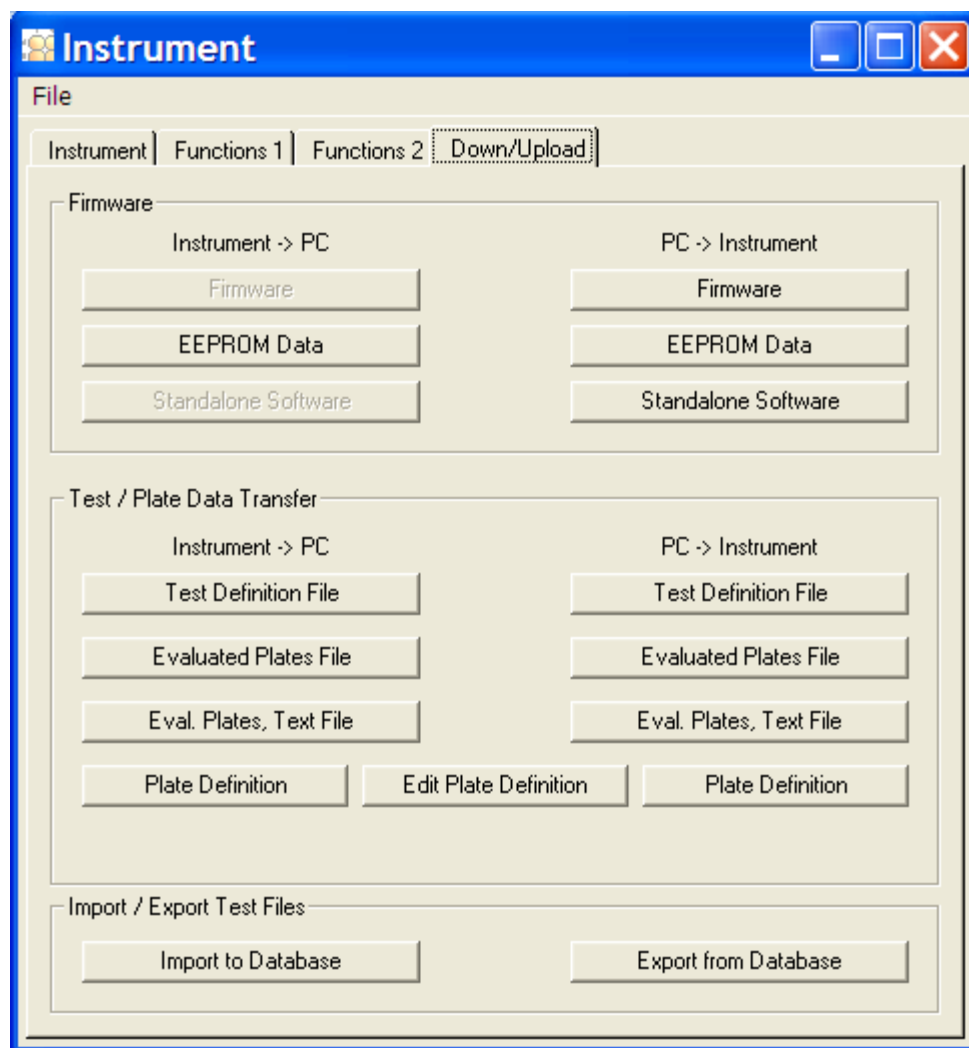 Instrument
File
Instrument Functions 1 Functions 2 Down/Upload
Firmware
Instrument -> PC PC -> Instrument
Firmware Firmware
EEPROM Data EEPROM Data
Standalone Software Standalone Software
Test / Plate Data Transfer
Instrument -> PC PC -> Instrument
Test Definition File Test Definition File
Evaluated Plates File Evaluated Plates File
Eval. Plates, Text File Eval. Plates, Text File
Plate Definition Edit Plate Definition Plate Definition
Import / Export Test Files
Import to Database Export from Database